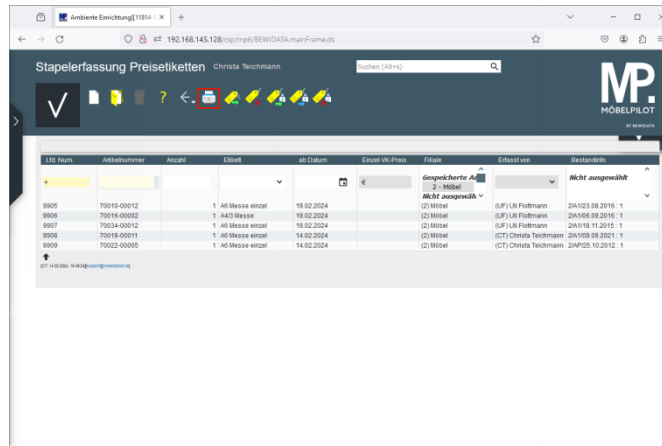 Ambiente Einrichtung[[11814-1
192.168.145.128/csp/mp6/BEWIDATA.mainFrame.cls
Stapelerfassung Preisetiketten Christa Teichmann
Suchen (Alt+s)
MP.
MÖBELPILOT
BY BEWIDATA
Lfd. Num. Artikelnummer Anzahl Etikett ab Datum Einzel-VK-Preis Filiale Erfasst von Bestandinfo
€
2 - Möbel
Nicht ausgewählt
9905 70010-00012 1 A6 Messe einzel 19.02.2024 (2) Möbel (UF) Uli Flottmann 2/A1/23.08.2016 : 1
9906 70018-00002 1 A4/3 Messe 19.02.2024 (2) Möbel (UF) Uli Flottmann 2/A1/08.09.2016 : 1
9907 70034-00012 1 A6 Messe einzel 19.02.2024 (2) Möbel (UF) Uli Flottmann 2/A1/18.11.2015 : 1
9908 70018-00011 1 A6 Messe einzel 14.02.2024 (2) Möbel (CT) Christa Teichmann 2/A1/09.09.2021 : 1
9909 70022-00005 1 A6 Messe einzel 14.02.2024 (2) Möbel (CT) Christa Teichmann 2/AP/25.10.2012 : 1